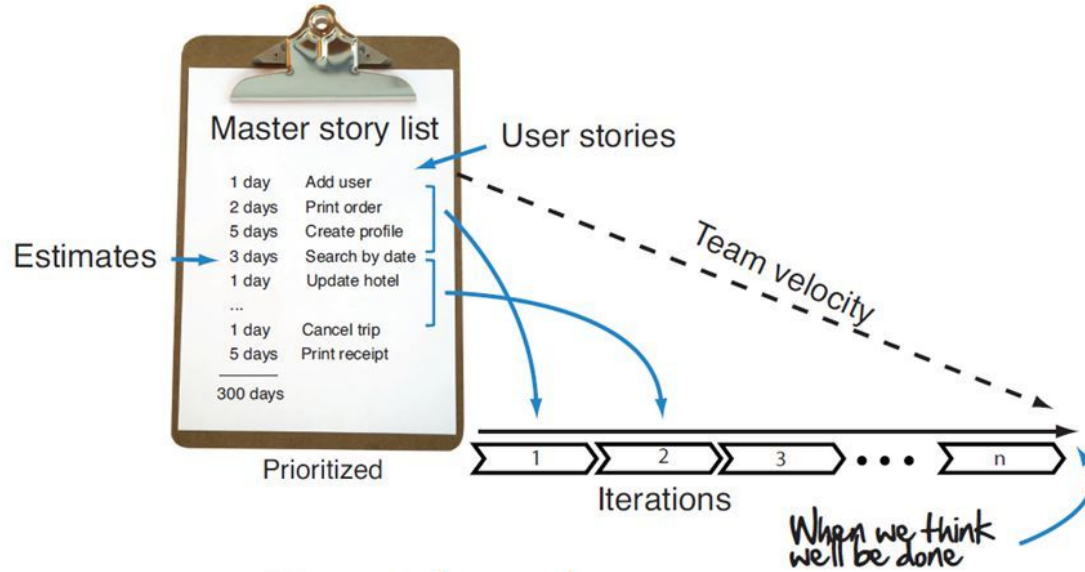 Master story list
User stories
1 day Add user
2 days Print order
5 days Create profile
Estimates
3 days Search by date
1 day Update hotel
...
1 day Cancel trip
5 days Print receipt
300 days
Team velocity
Prioritized
1 2 3 ● ● ● n
Iterations
When we think
we'll be done